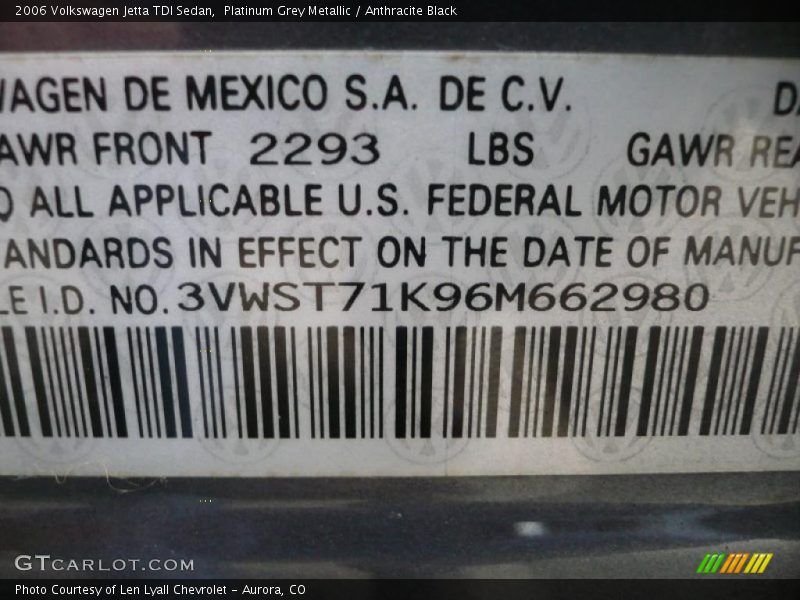 2006 Volkswagen Jetta TDI Sedan, Platinum Grey Metallic / Anthracite Black
WAGEN DE MEXICO S.A. DE C.V.
GAWR FRONT 2293 LBS GAWR REA
O ALL APPLICABLE U.S. FEDERAL MOTOR VEH
ANDARDS IN EFFECT ON THE DATE OF MANUF
LE I.D. NO. 3VWST71K96M662980
GTCARLOT.COM
Photo Courtesy of Len Lyall Chevrolet - Aurora, CO